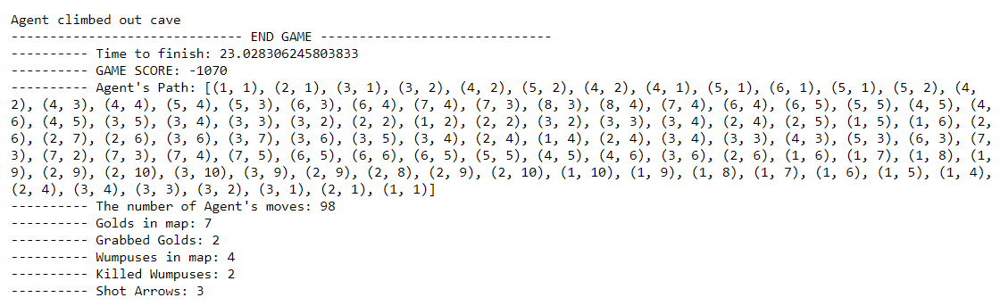 Agent climbed out cave
----------------------------- END GAME -----------------------------
---------- Time to finish: 23.028306245803833
---------- GAME SCORE: -1070
---------- Agent's Path: [(1, 1), (2, 1), (3, 1), (3, 2), (4, 2), (5, 2), (4, 2), (4, 1), (5, 1), (6, 1), (5, 1), (5, 2), (4,
2), (4, 3), (4, 4), (5, 4), (5, 3), (6, 3), (6, 4), (7, 4), (7, 3), (8, 3), (8, 4), (7, 4), (6, 4), (6, 5), (5, 5), (4, 5), (4,
6), (4, 5), (3, 5), (3, 4), (3, 3), (3, 2), (2, 2), (1, 2), (2, 2), (3, 2), (3, 3), (3, 4), (2, 4), (2, 5), (1, 5), (1, 6), (2,
6), (2, 7), (2, 6), (3, 6), (3, 7), (3, 6), (3, 5), (3, 4), (2, 4), (1, 4), (2, 4), (3, 4), (3, 3), (4, 3), (5, 3), (6, 3), (7,
3), (7, 2), (7, 3), (7, 4), (7, 5), (6, 5), (6, 6), (6, 5), (5, 5), (4, 5), (4, 6), (3, 6), (2, 6), (1, 6), (1, 7), (1, 8), (1,
9), (2, 9), (2, 10), (3, 10), (3, 9), (2, 9), (2, 8), (2, 9), (2, 10), (1, 10), (1, 9), (1, 8), (1, 7), (1, 6), (1, 5), (1, 4),
(2, 4), (3, 4), (3, 3), (3, 2), (3, 1), (2, 1), (1, 1)]
---------- The number of Agent's moves: 98
---------- Golds in map: 7
---------- Grabbed Golds: 2
---------- Wumpuses in map: 4
---------- Killed Wumpuses: 2
---------- Shot Arrows: 3